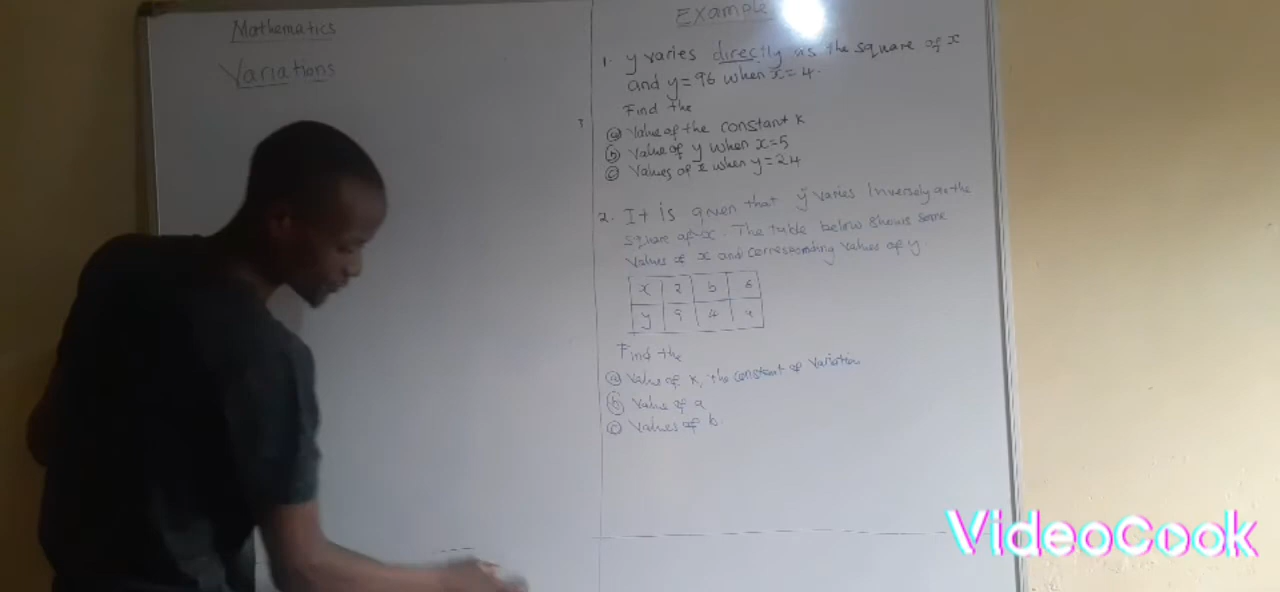 Mathematics
Variations
Example
1. y varies directly as the square of x
and y = 96 when x = 4.
Find the
(a) Value of the constant k
(b) Value of y when x = 5
(c) Values of x when y = 24
2. It is given that y varies Inversely as the
square of x. The table below shows some
values of x and corresponding values of y
x 2 b 6
y 9 4 a
Find the
(a) Value of k, the constant of variation
(b) Value of a
(c) Values of b.
VideoCook